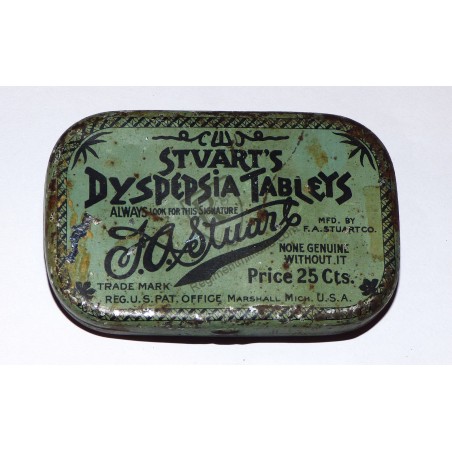 STVART'S
DYSPEPSIA TABLETS
ALWAYS LOOK FOR THIS SIGNATURE
F.A. Stuart
MFD. BY
F. A. STUART CO.
NONE GENUINE
WITHOUT IT
Price 25 Cts.
TRADE MARK
REG. U.S. PAT. OFFICE MARSHALL MICH. U.S.A.